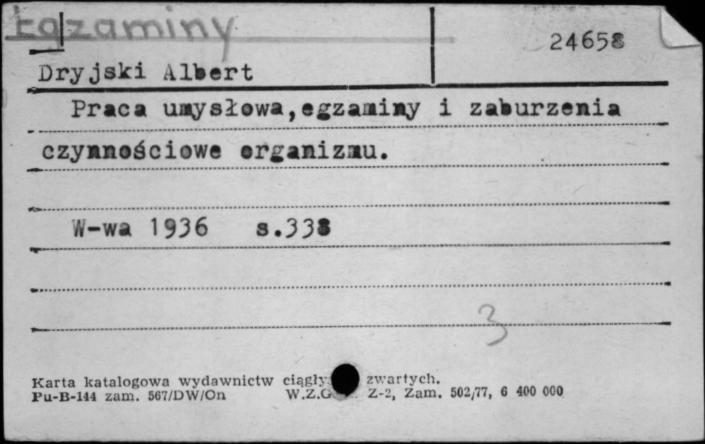 Egzaminy
24658
Dryjski Albert
Praca umysłowa,egzaminy i zaburzenia
czynnościowe organizmu.
W-wa 1936 s.338
3
Karta katalogowa wydawnictw zwartych.
Pu-B-144 zam. 567/DW/On W.Z.G Z-2, Zam. 502/77, 6 400 000